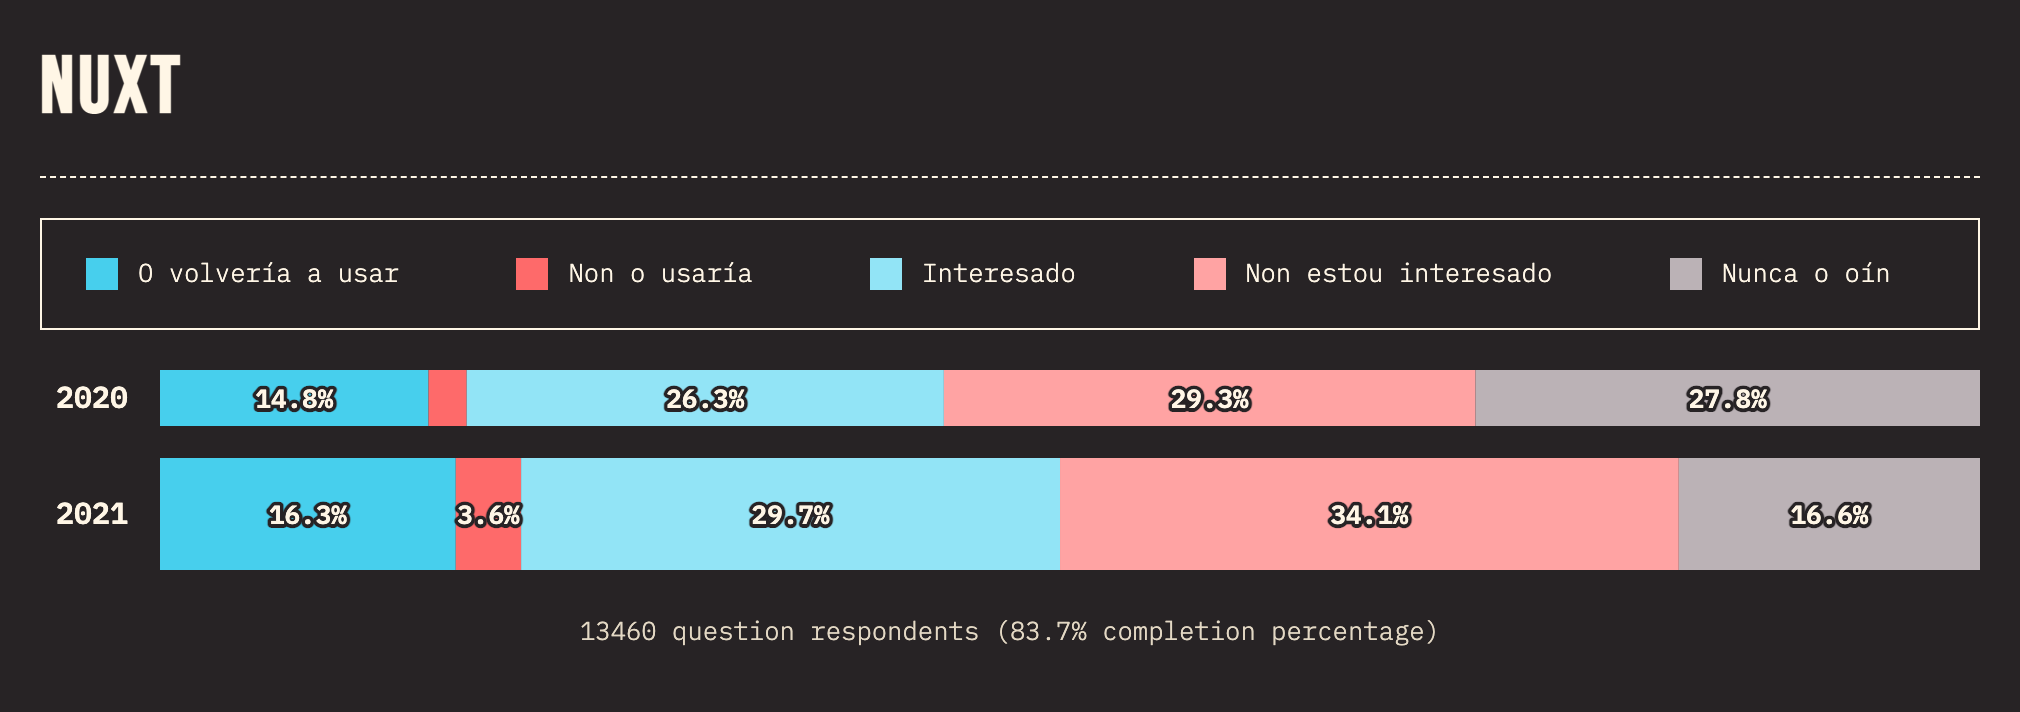 NUXT
O volvería a usar Non o usaría Interesado Non estou interesado Nunca o oín
2020 14.8% 26.3% 29.3% 27.8%
2021 16.3% 3.6% 29.7% 34.1% 16.6%
13460 question respondents (83.7% completion percentage)